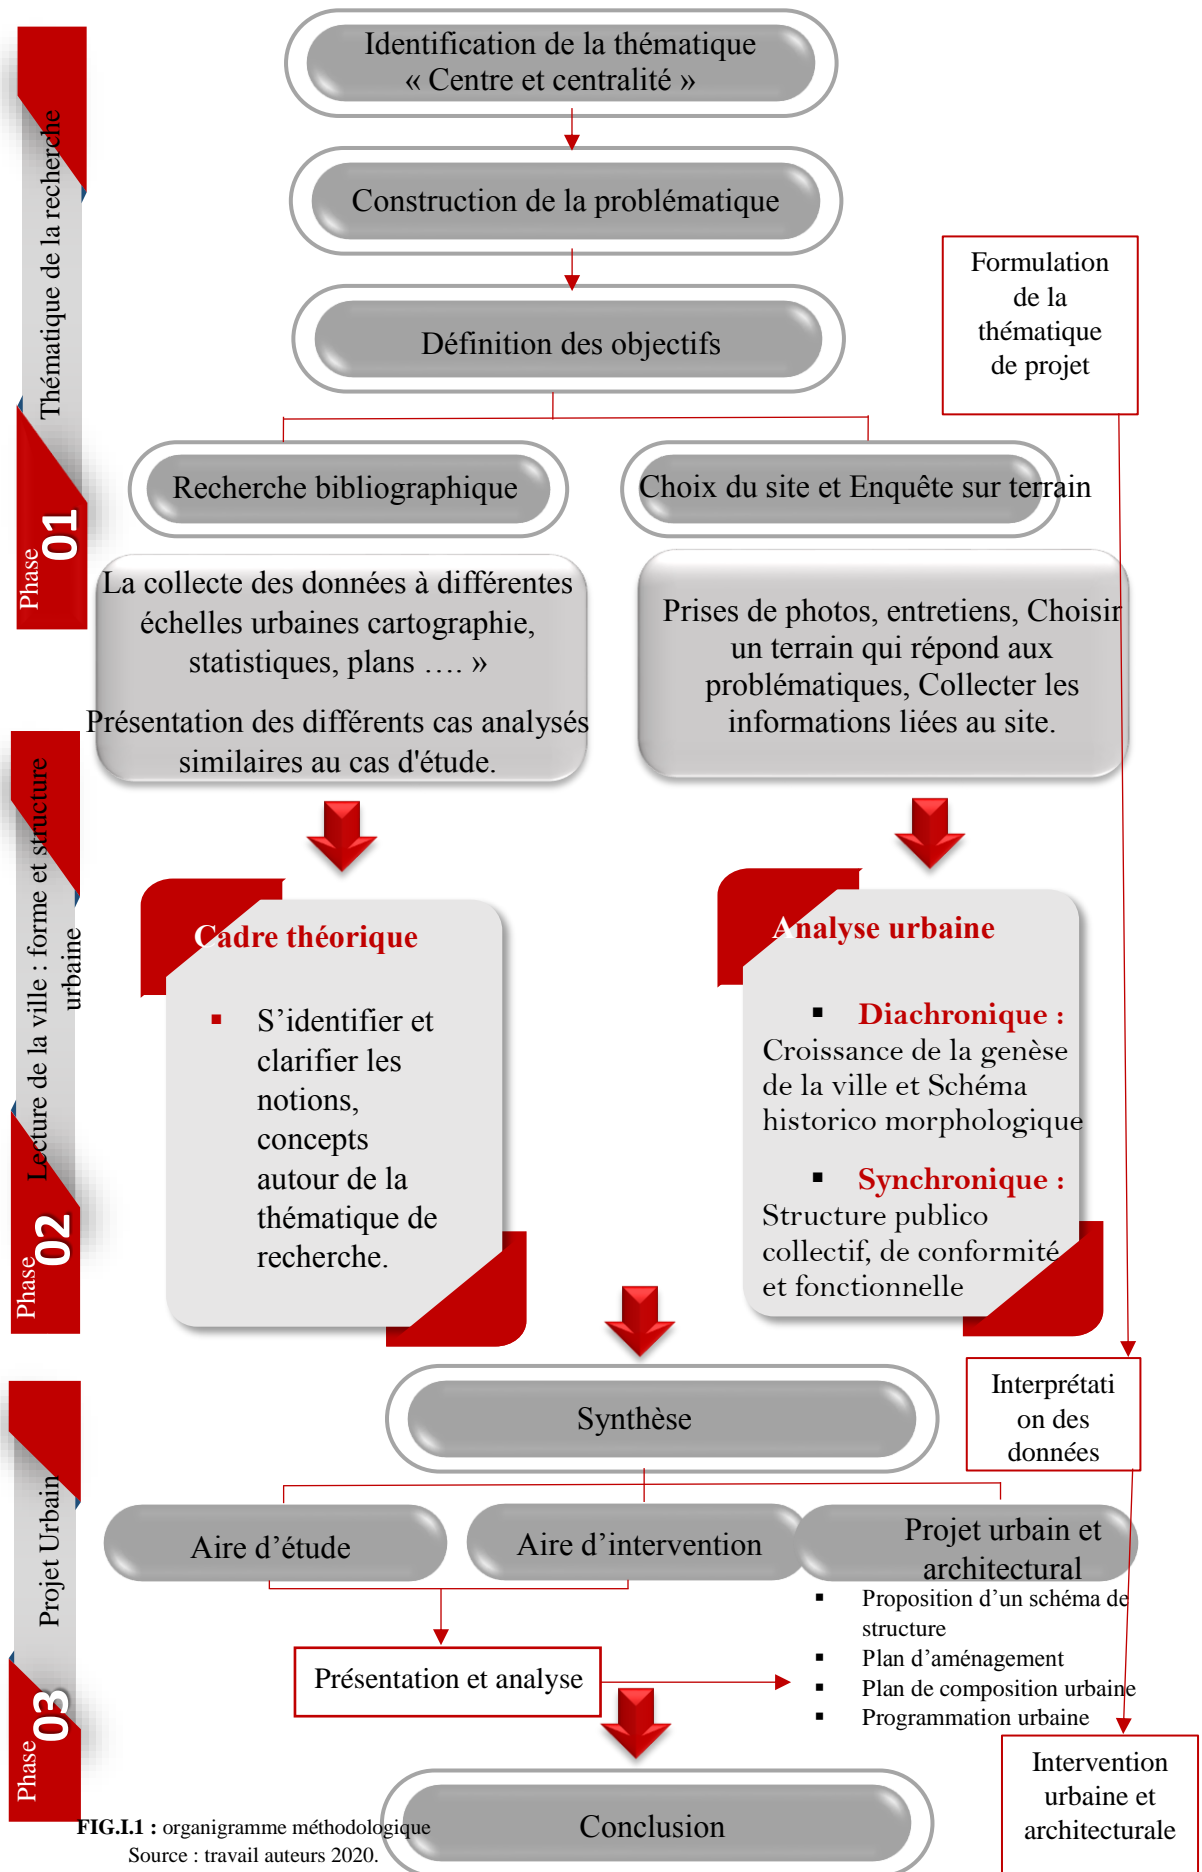 Identification de la thématique
« Centre et centralité »
Construction de la problématique
Définition des objectifs
Formulation
de la
thématique
de projet
Thématique de la recherche
Phase
01
Recherche bibliographique
Choix du site et Enquête sur terrain
La collecte des données à différentes
échelles urbaines cartographie,
statistiques, plans …. »
Présentation des différents cas analysés
similaires au cas d'étude.
Prises de photos, entretiens, Choisir
un terrain qui répond aux
problématiques, Collecter les
informations liées au site.
Lecture de la ville : forme et structure
urbaine
Phase
02
Cadre théorique
▪ S’identifier et
clarifier les
notions,
concepts
autour de la
thématique de
recherche.
Analyse urbaine
▪ Diachronique :
Croissance de la genèse
de la ville et Schéma
historico morphologique
▪ Synchronique :
Structure publico
collectif, de conformité
et fonctionnelle
Synthèse
Interprétati
on des
données
Projet Urbain
Phase
03
Aire d’étude
Aire d’intervention
Projet urbain et
architectural
▪ Proposition d’un schéma de
structure
▪ Plan d’aménagement
▪ Plan de composition urbaine
▪ Programmation urbaine
Présentation et analyse
Intervention
urbaine et
architecturale
Conclusion
FIG.I.1 : organigramme méthodologique
Source : travail auteurs 2020.